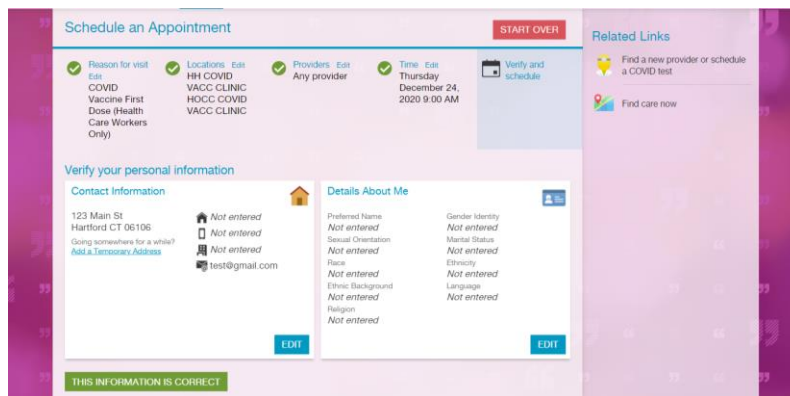 Schedule an Appointment
START OVER
Reason for visit
Edit
COVID
Vaccine First
Dose (Health
Care Workers
Only)
Locations Edit
HH COVID
VACC CLINIC
HOCC COVID
VACC CLINIC
Providers Edit
Any provider
Time Edit
Thursday
December 24,
2020 9:00 AM
Verify and
schedule
Verify your personal information
Contact Information
123 Main St
Hartford CT 06106
Going somewhere for a while?
Add a Temporary Address
Not entered
Not entered
Not entered
test@gmail.com
EDIT
Details About Me
Preferred Name
Not entered
Gender Identity
Not entered
Sexual Orientation
Not entered
Marital Status
Not entered
Race
Not entered
Ethnicity
Not entered
Ethnic Background
Not entered
Language
Not entered
Religion
Not entered
EDIT
THIS INFORMATION IS CORRECT
Related Links
Find a new provider or schedule
a COVID test
Find care now